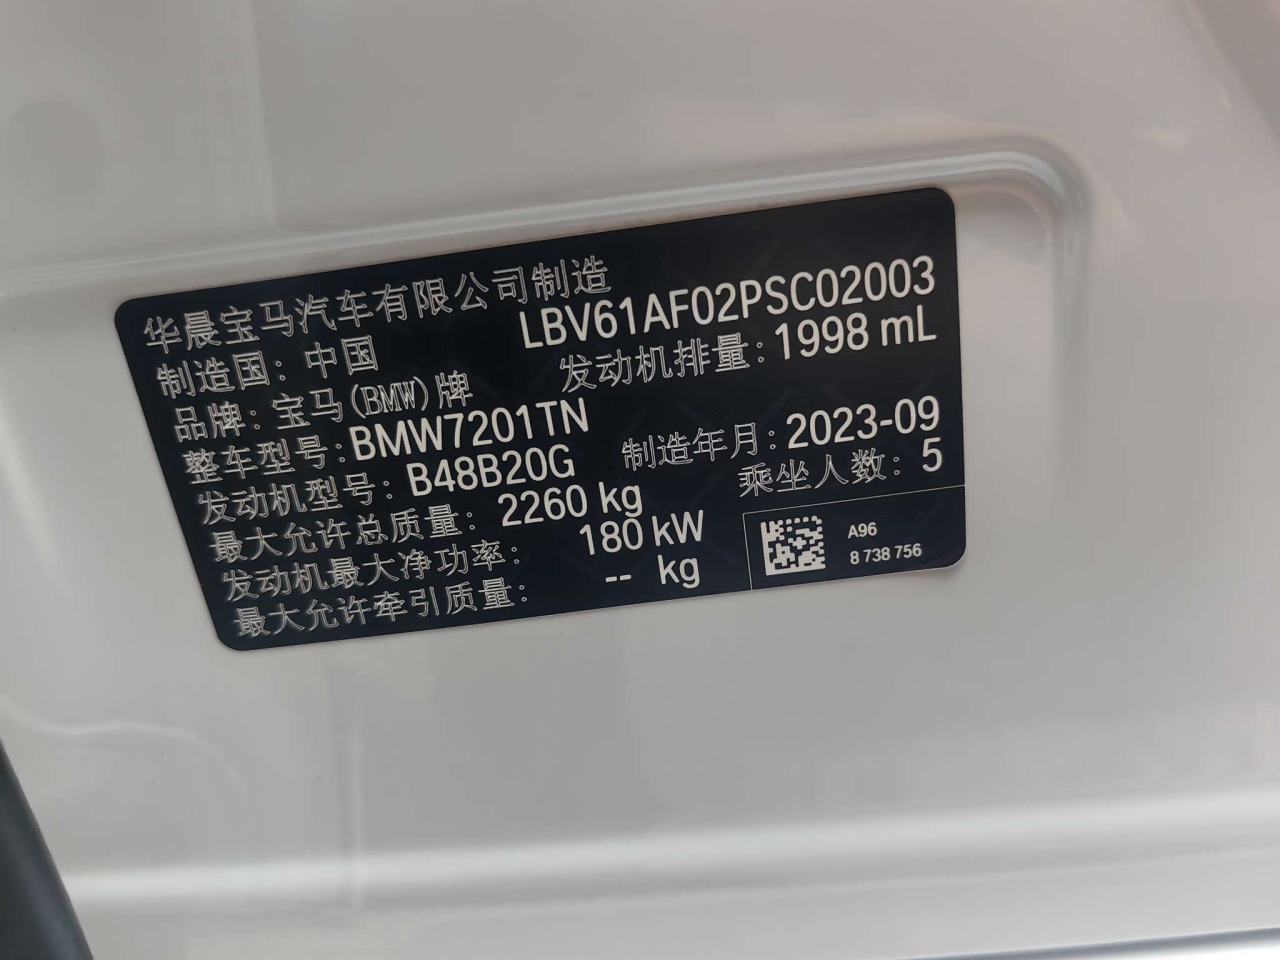 华晨宝马汽车有限公司制造
制造国：中国 LBV61AF02PSC02003
品牌：宝马(BMW)牌 发动机排量：1998 mL
整车型号：BMW7201TN
发动机型号：B48B20G 制造年月：2023-09
最大允许总质量：2260 kg 乘坐人数：5
发动机最大净功率：180 kW
最大允许牵引质量：-- kg
A96
8 738 756